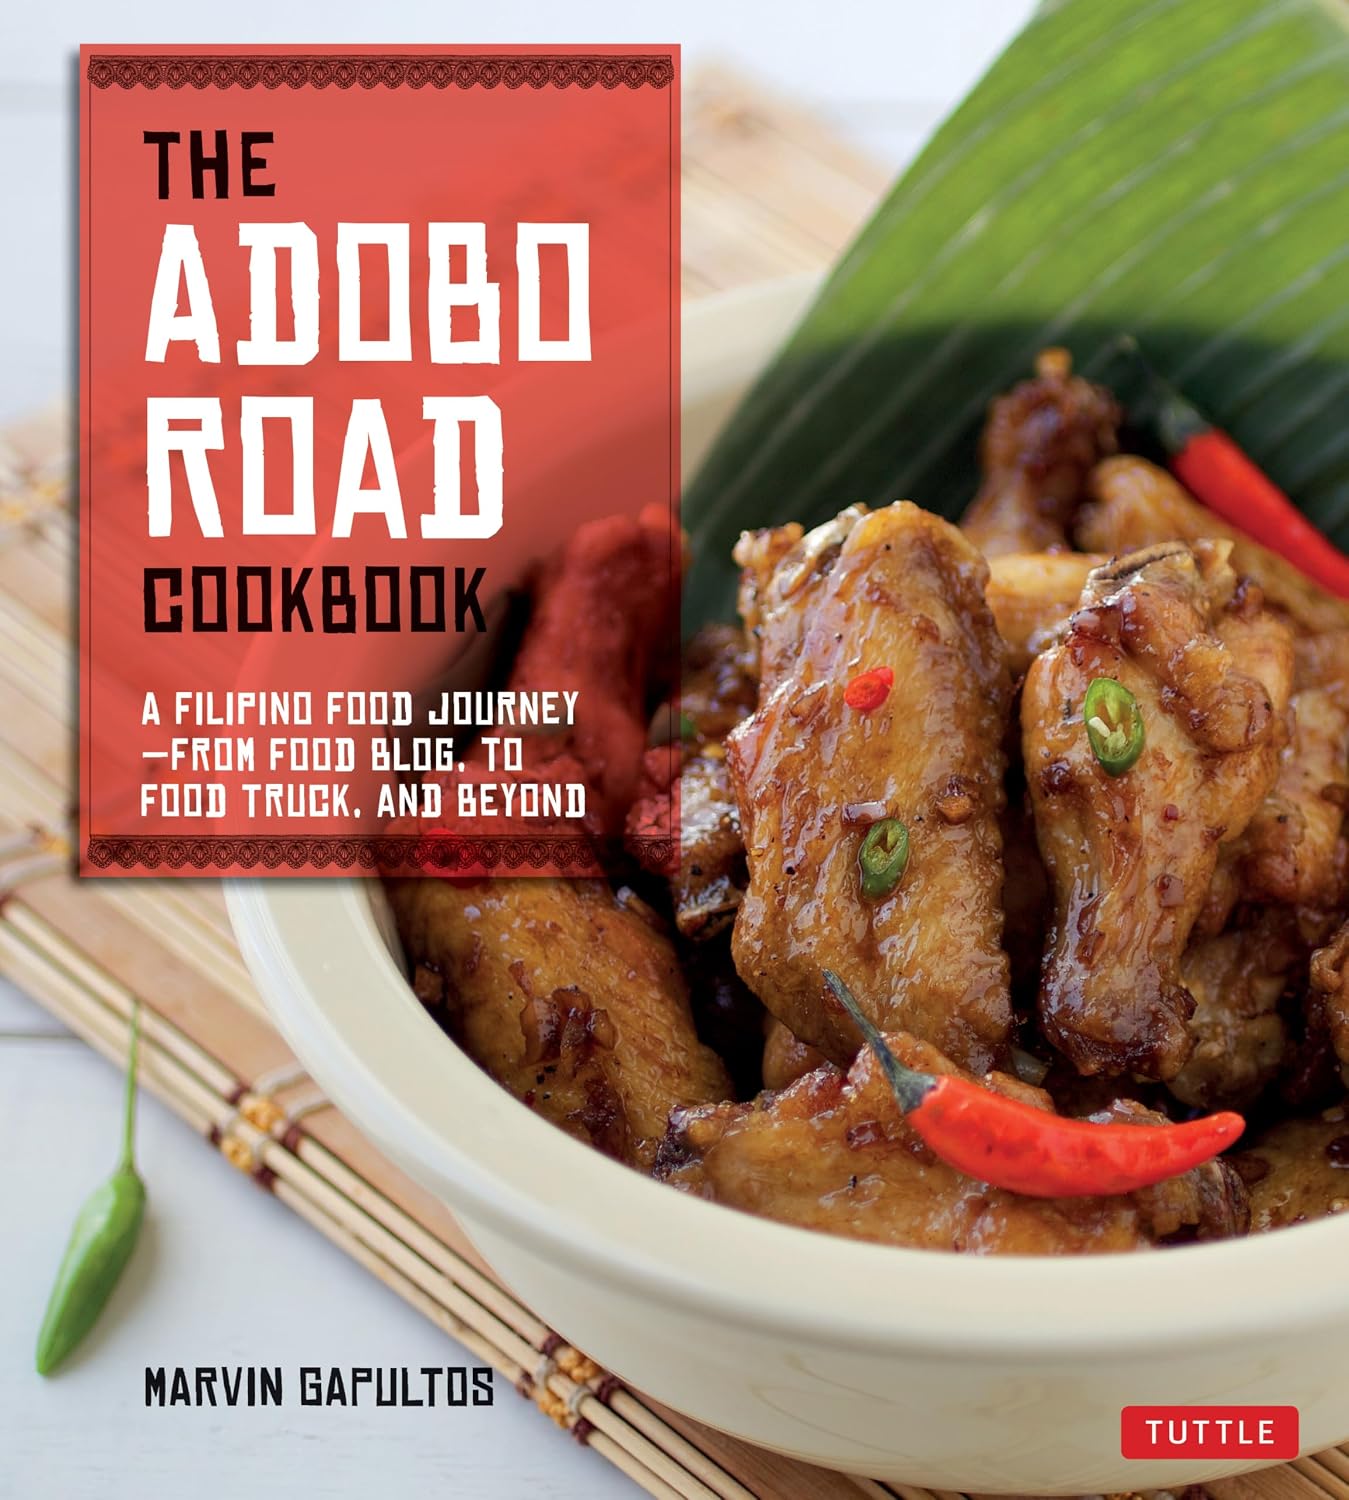 THE
ADOBO
ROAD
COOKBOOK
A FILIPINO FOOD JOURNEY
—FROM FOOD BLOG, TO
FOOD TRUCK, AND BEYOND
MARVIN GAPULTOS
TUTTLE